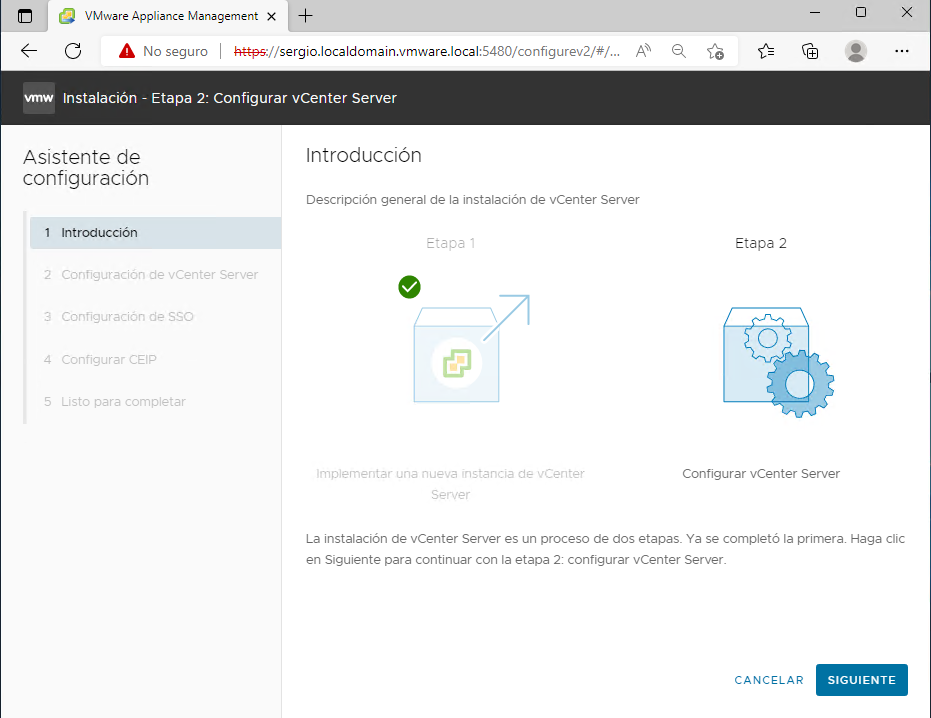 VMware Appliance Management
No seguro
https://sergio.localdomain.vmware.local:5480/configurev2/#/...
vmw Instalación - Etapa 2: Configurar vCenter Server
Asistente de
configuración
1 Introducción
2 Configuración de vCenter Server
3 Configuración de SSO
4 Configurar CEIP
5 Listo para completar
Introducción
Descripción general de la instalación de vCenter Server
Etapa 1
Etapa 2
Implementar una nueva instancia de vCenter
Server
Configurar vCenter Server
La instalación de vCenter Server es un proceso de dos etapas. Ya se completó la primera. Haga clic
en Siguiente para continuar con la etapa 2: configurar vCenter Server.
CANCELAR
SIGUIENTE